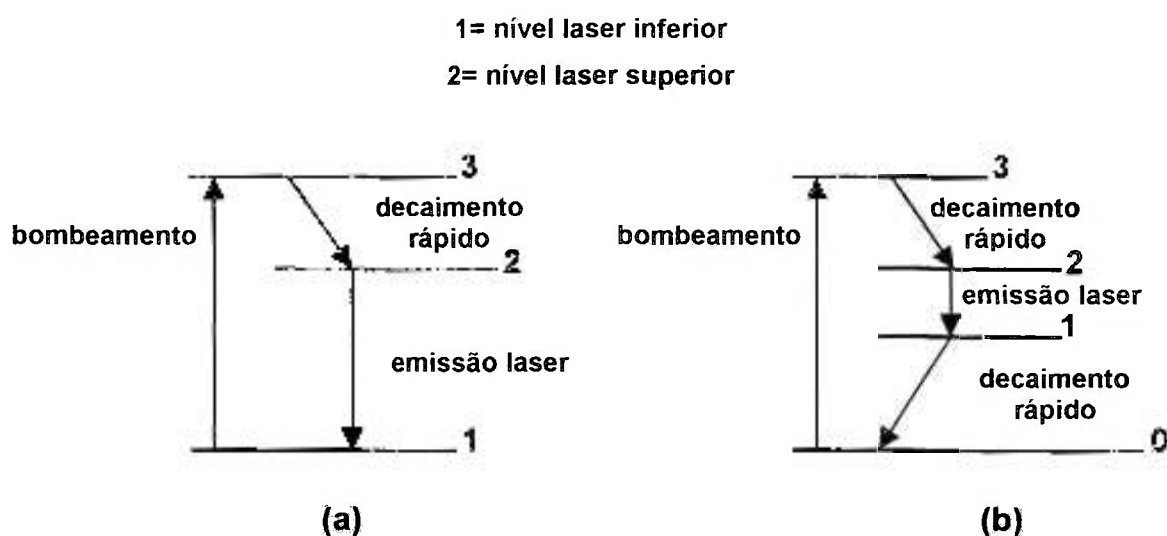 1= nível laser inferior
2= nível laser superior
3
decaimento
rápido
bombeamento
2
emissão laser
1
(a)
3
decaimento
rápido
bombeamento
2
emissão laser
1
decaimento
rápido
0
(b)